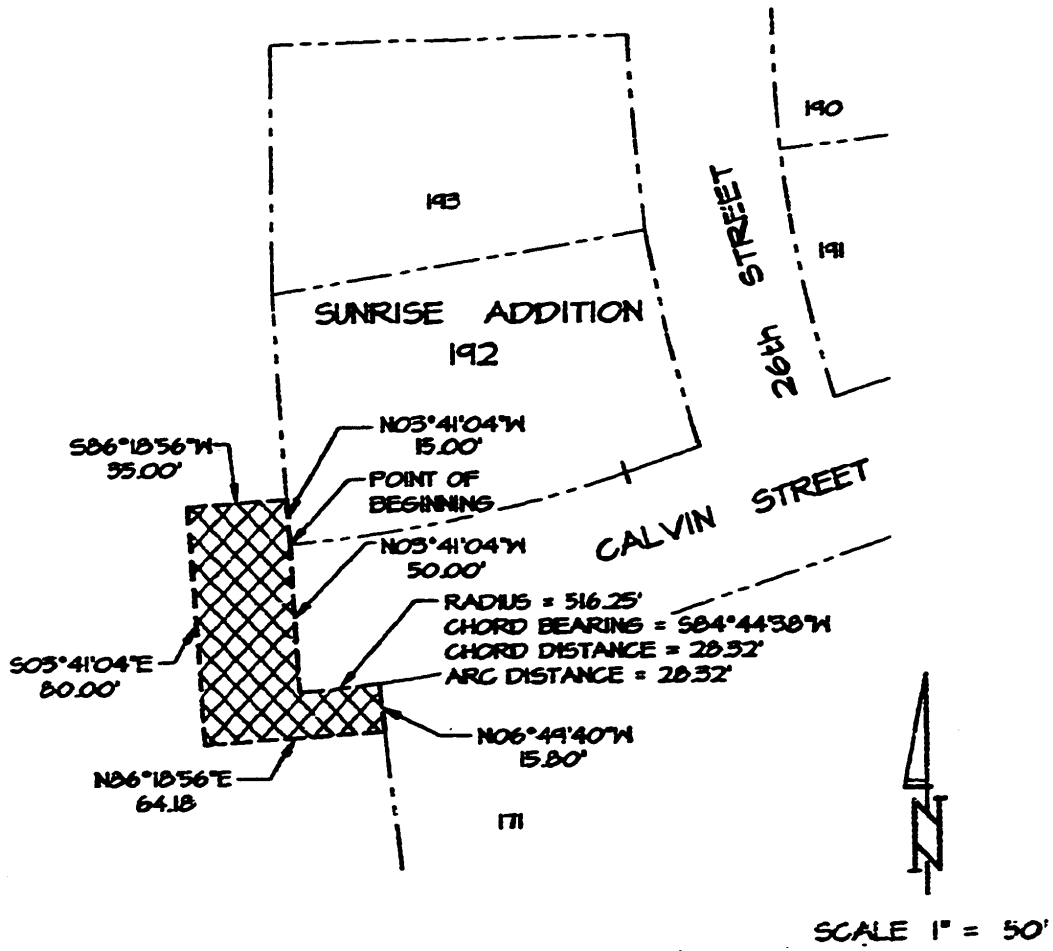 190
193
26th STREET
191
SUNRISE ADDITION
192
N03°41'04"W
15.00'
S86°18'56"W
35.00'
POINT OF
BEGINNING
CALVIN STREET
N03°41'04"W
50.00'
RADIUS = 516.25'
CHORD BEARING = S84°44'38"W
CHORD DISTANCE = 28.32'
ARC DISTANCE = 28.32'
S03°41'04"E
80.00'
N06°49'40"W
15.80'
N86°18'56"E
64.18
171
N
SCALE 1" = 50'